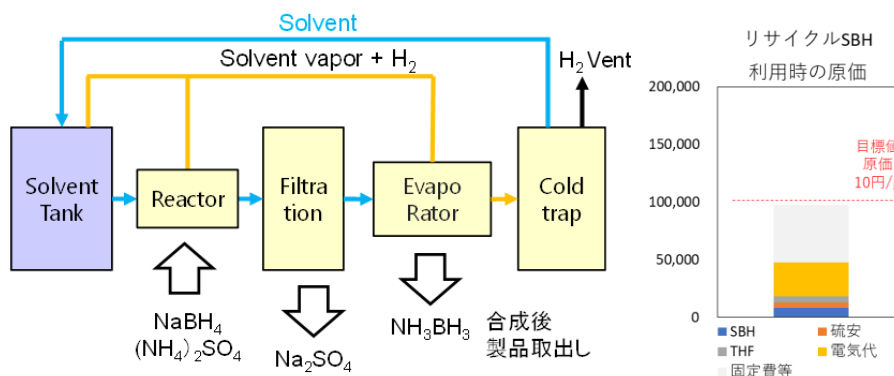 Solvent
Solvent vapor + H2
H2 Vent
Solvent
Tank
Reactor
Filtra
tion
Evapo
Rator
Cold
trap
NaBH4
(NH4)2SO4
Na2SO4
NH3BH3
合成後
製品取出し
リサイクルSBH
利用時の原価
200,000
150,000
100,000
50,000
0
目標値
原価
10円/
SBH
硫安
THF
電気代
固定費等